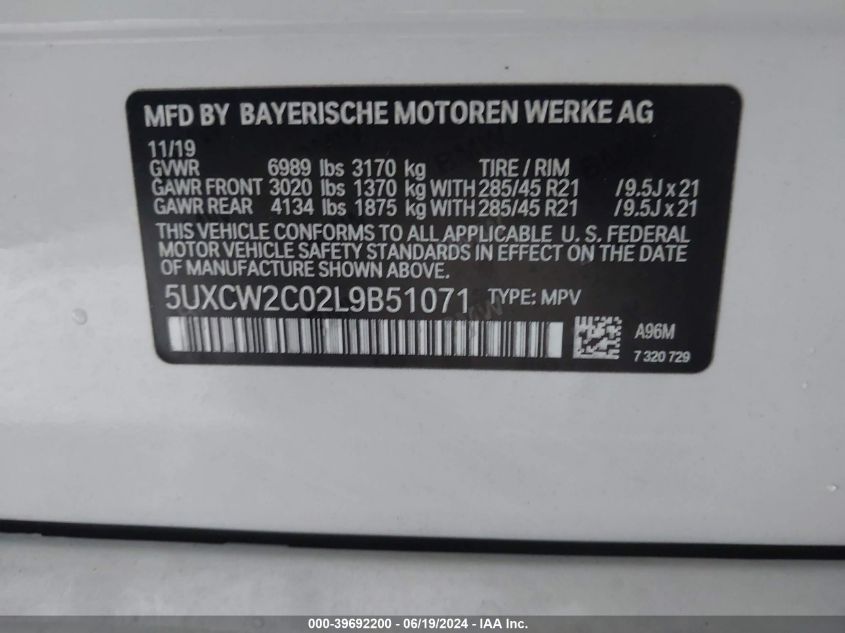 MFD BY BAYERISCHE MOTOREN WERKE AG
11/19
GVWR 6989 lbs 3170 kg TIRE / RIM
GAWR FRONT 3020 lbs 1370 kg WITH 285/45 R21 /9.5J x 21
GAWR REAR 4134 lbs 1875 kg WITH 285/45 R21 /9.5J x 21
THIS VEHICLE CONFORMS TO ALL APPLICABLE U. S. FEDERAL
MOTOR VEHICLE SAFETY STANDARDS IN EFFECT ON THE DATE
OF MANUFACTURE SHOWN ABOVE.
5UXCW2C02L9B51071 TYPE: MPV
A96M
7 320 729
000-39692200 - 06/19/2024 - IAA Inc.